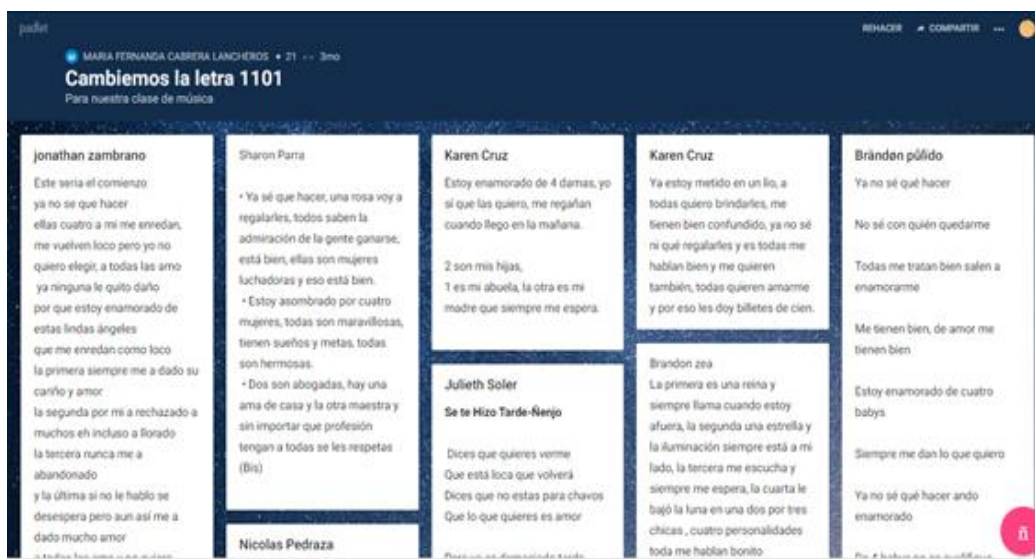 padlet
REHACER
COMPARTIR
MARIA FERNANDA CABRERA LANCHEROS • 21 3mo
Cambiemos la letra 1101
Para nuestra clase de música
jonathan zambrano
Este seria el comienzo
ya no se que hacer
ellas cuatro a mi me enredan,
me vuelven loco pero yo no
quiero elegir, a todas las amo
ya ninguna le quito daño
por que estoy enamorado de
estas lindas ángeles
que me enredan como loco
la primera siempre me a dado su
cariño y amor
la segunda por mi a rechazado a
muchos eh incluso a llorado
la tercera nunca me a
abandonado
y la última si no le hablo se
desespera pero aun así me a
dado mucho amor
Sharon Parra
• Ya sé que hacer, una rosa voy a
regalarles, todos saben la
admiración de la gente ganarse,
está bien, ellas son mujeres
luchadoras y eso está bien.
• Estoy asombrado por cuatro
mujeres, todas son maravillosas,
tienen sueños y metas, todas
son hermosas.
• Dos son abogadas, hay una
ama de casa y la otra maestra y
sin importar que profesión
tengan a todas se les respetas
(Bis)
Nicolas Pedraza
Karen Cruz
Estoy enamorado de 4 damas, yo
si que las quiero, me regañan
cuando llego en la mañana.
2 son mis hijas,
1 es mi abuela, la otra es mi
madre que siempre me espera.
Julieth Soler
Se te Hizo Tarde-Ñenjo
Dices que quieres verme
Que está loca que volverá
Dices que no estas para chavos
Que lo que quieres es amor
Karen Cruz
Ya estoy metido en un lio, a
todas quiero brindarles, me
tienen bien confundido, ya no sé
ni qué regalarles y es todas me
hablan bien y me quieren
también, todas quieren amarme
y por eso les doy billetes de cien.
Brandon zea
La primera es una reina y
siempre llama cuando estoy
afuera, la segunda una estrella y
la iluminación siempre está a mi
lado, la tercera me escucha y
siempre me espera, la cuarta le
bajó la luna en una dos por tres
chicas , cuatro personalidades
toda me hablan bonito
Brändøn púlido
Ya no sé qué hacer
No sé con quién quedarme
Todas me tratan bien salen a
enamorarme
Me tienen bien, de amor me
tienen bien
Estoy enamorado de cuatro
babys
Siempre me dan lo que quiero
Ya no sé qué hacer ando
enamorado